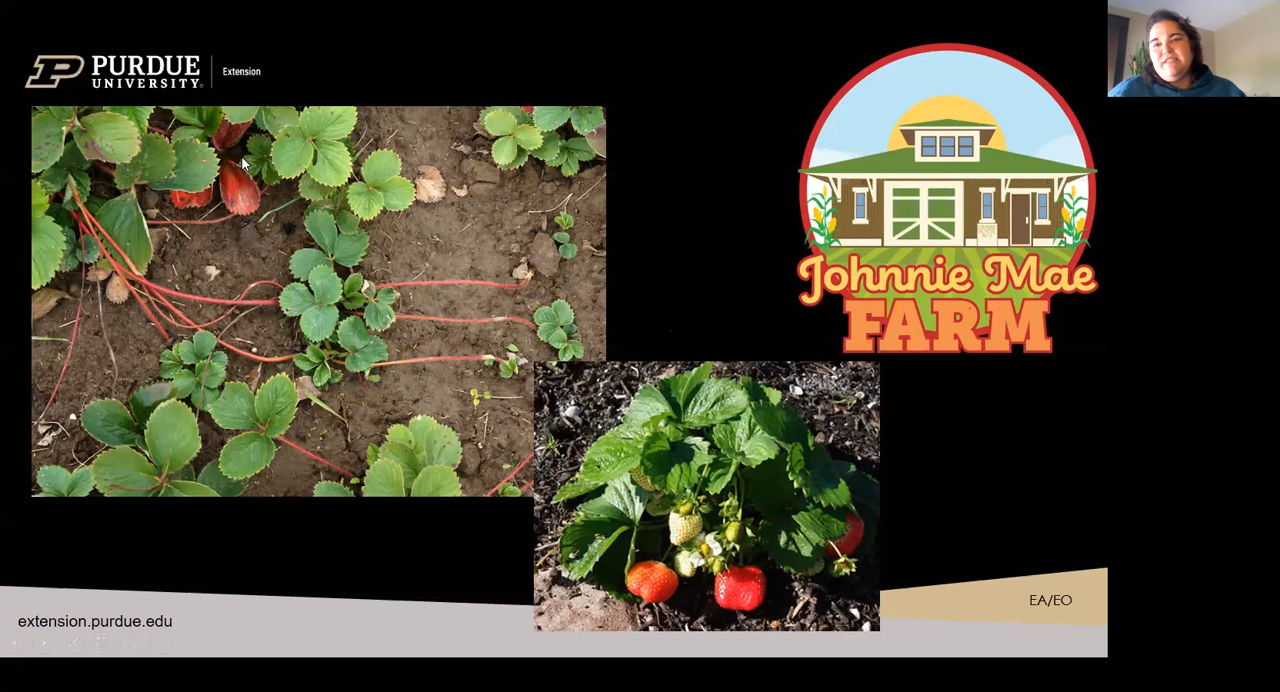 PURDUE
UNIVERSITY®
Extension
Johnnie Mae
FARM
EA/EO
extension.purdue.edu